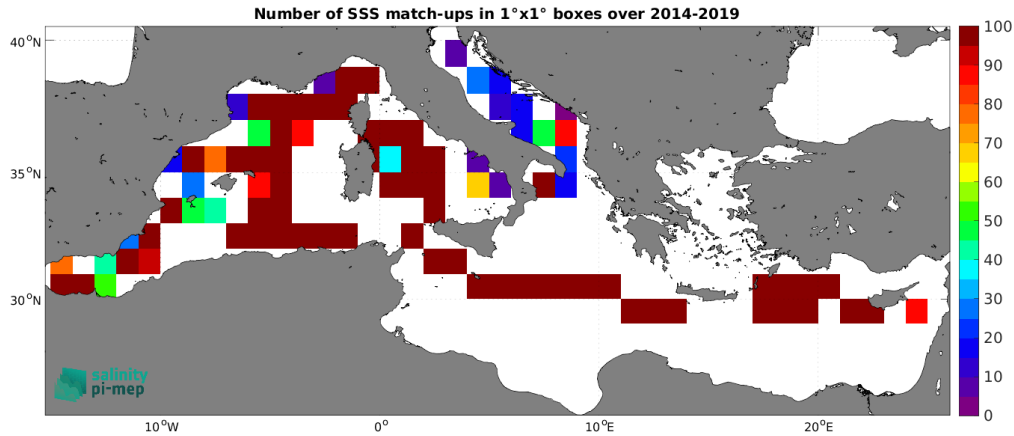 Number of SSS match-ups in 1°x1° boxes over 2014-2019
40°N
35°N
30°N
10°W
0°
10°E
20°E
100
90
80
70
60
50
40
30
20
10
0
salinity
pi-mep